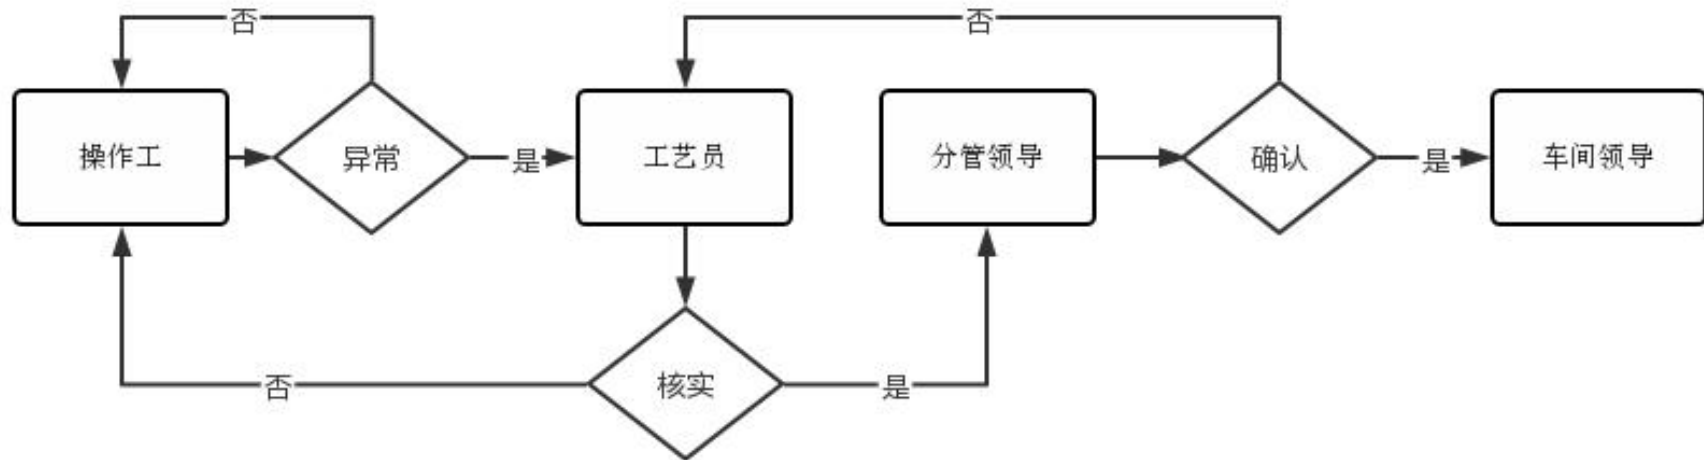 否
否
操作工
异常
是
工艺员
分管领导
确认
是
车间领导
否
核实
是